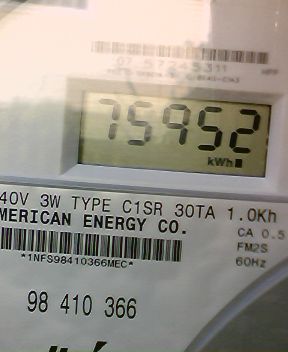 75952
kWh
40V 3W TYPE C1SR 30TA 1.0Kh
MERICAN ENERGY CO.
CA 0.5
FM2S
*1NFS98410366MEC*
60Hz
98 410 366